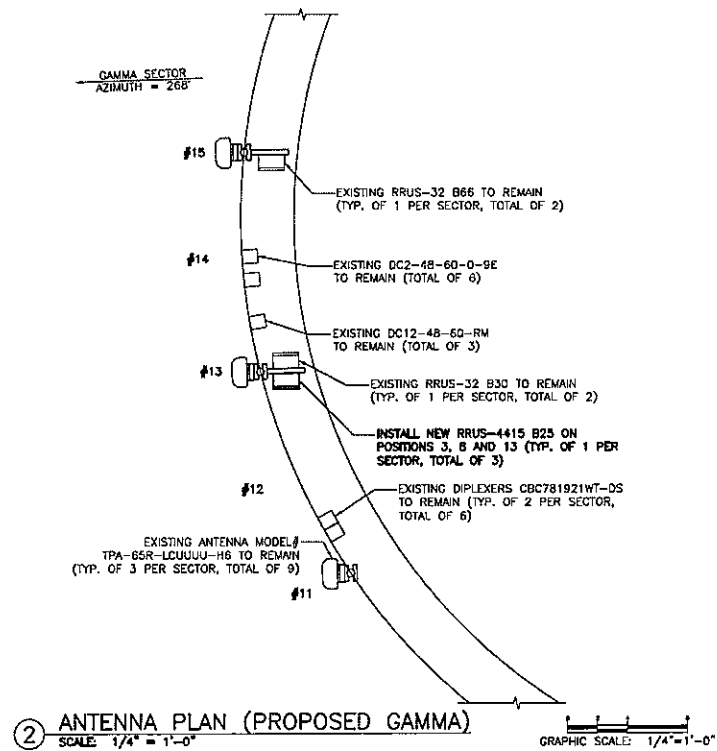 GAMMA SECTOR
AZIMUTH = 268°
#15
EXISTING RRUS-32 B66 TO REMAIN
(TYP. OF 1 PER SECTOR, TOTAL OF 2)
#14
EXISTING DC2-48-60-0-9E
TO REMAIN (TOTAL OF 6)
EXISTING DC12-48-60-RM
TO REMAIN (TOTAL OF 3)
#13
EXISTING RRUS-32 B30 TO REMAIN
(TYP. OF 1 PER SECTOR, TOTAL OF 2)
INSTALL NEW RRUS-4415 B25 ON
POSITIONS 3, 8 AND 13 (TYP. OF 1 PER
SECTOR, TOTAL OF 3)
#12
EXISTING DIPLEXERS CBC781921WT-DS
TO REMAIN (TYP. OF 2 PER SECTOR,
TOTAL OF 6)
EXISTING ANTENNA MODEL#
TPA-65R-LCUUUU-H6 TO REMAIN
(TYP. OF 3 PER SECTOR, TOTAL OF 9)
#11
2 ANTENNA PLAN (PROPOSED GAMMA)
SCALE: 1/4" = 1'-0"
GRAPHIC SCALE: 1/4"=1'-0"